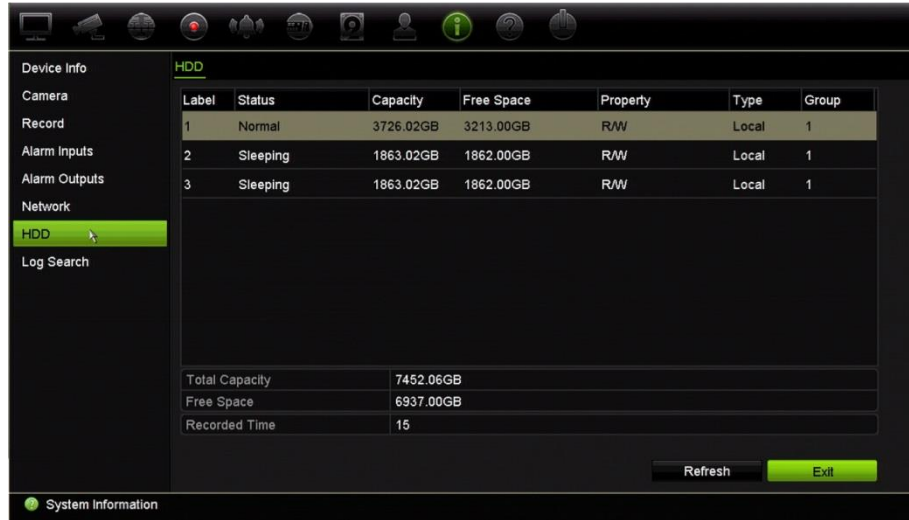 Device Info
Camera
Record
Alarm Inputs
Alarm Outputs
Network
HDD
Log Search
HDD
Label Status Capacity Free Space Property Type Group
1 Normal 3726.02GB 3213.00GB R/W Local 1
2 Sleeping 1863.02GB 1862.00GB R/W Local 1
3 Sleeping 1863.02GB 1862.00GB R/W Local 1
Total Capacity 7452.06GB
Free Space 6937.00GB
Recorded Time 15
Refresh Exit
System Information